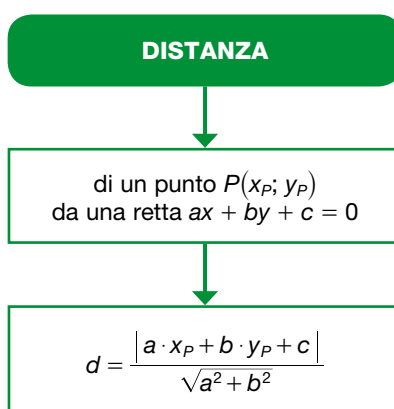 DISTANZA
di un punto P(x_P; y_P)
da una retta ax + by + c = 0
d = |a · x_P + b · y_P + c| / √(a² + b²)